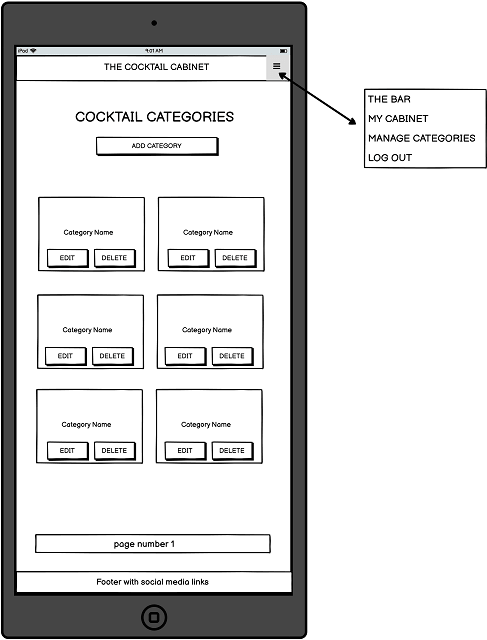 iPod 9:01 AM
THE COCKTAIL CABINET
THE BAR
MY CABINET
MANAGE CATEGORIES
LOG OUT
COCKTAIL CATEGORIES
ADD CATEGORY
Category Name Category Name
EDIT DELETE EDIT DELETE
Category Name Category Name
EDIT DELETE EDIT DELETE
Category Name Category Name
EDIT DELETE EDIT DELETE
page number 1
Footer with social media links